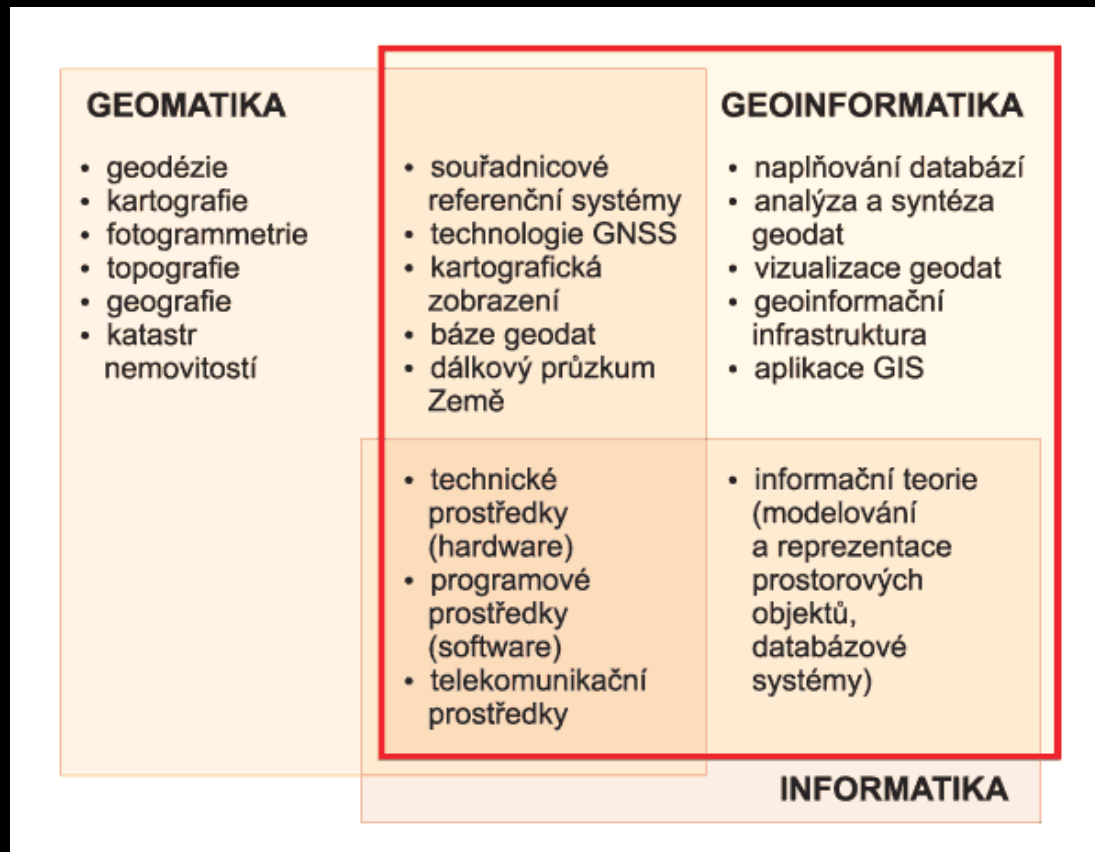 GEOMATIKA
• geodézie
• kartografie
• fotogrammetrie
• topografie
• geografie
• katastr
nemovitostí
• souřadnicové
referenční systémy
• technologie GNSS
• kartografická
zobrazení
• báze geodat
• dálkový průzkum
Země
GEOINFORMATIKA
• naplňování databází
• analýza a syntéza
geodat
• vizualizace geodat
• geoinformační
infrastruktura
• aplikace GIS
• technické
prostředky
(hardware)
• programové
prostředky
(software)
• telekomunikační
prostředky
• informační teorie
(modelování
a reprezentace
prostorových
objektů,
databázové
systémy)
INFORMATIKA